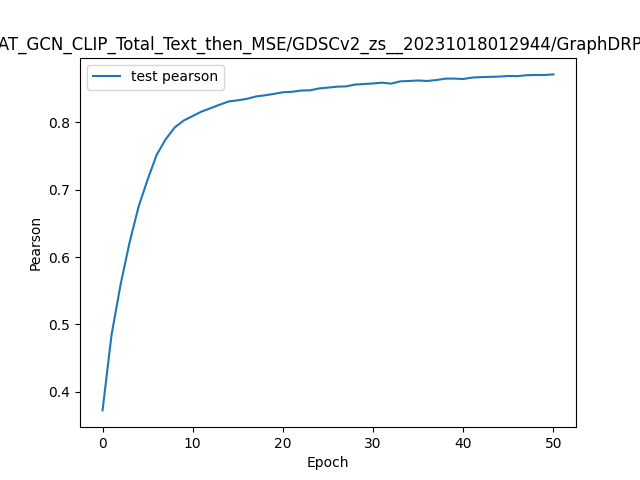 AT_GCN_CLIP_Total_Text_then_MSE/GDSCv2_zs__20231018012944/GraphDRP
test pearson
Pearson
0.8
0.7
0.6
0.5
0.4
0 10 20 30 40 50
Epoch